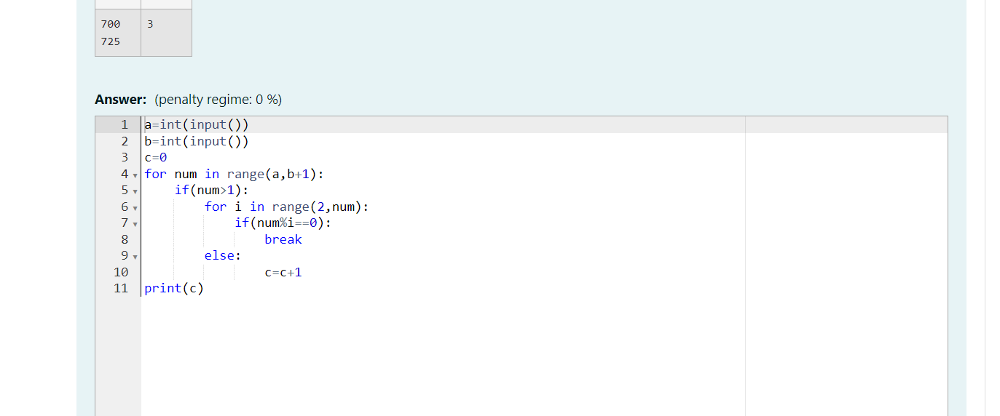 700 3
725
Answer: (penalty regime: 0 %)
1 a=int(input())
2 b=int(input())
3 c=0
4 for num in range(a,b+1):
5     if(num>1):
6         for i in range(2,num):
7             if(num%i==0):
8                 break
9         else:
10                 c=c+1
11 print(c)